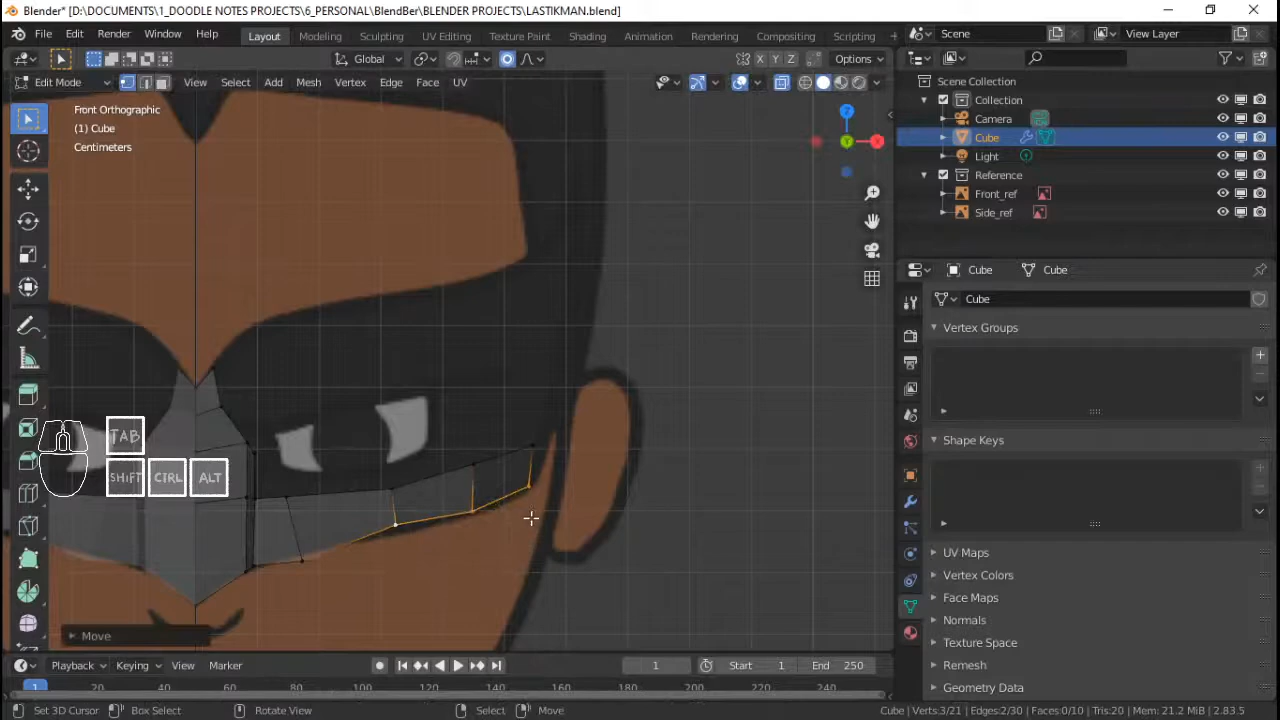 Blender* [D:\DOCUMENTS\1_DOODLE NOTES PROJECTS\6_PERSONAL\BlendBer\BLENDER PROJECTS\LASTIKMAN.blend]
File Edit Render Window Help Layout Modeling Sculpting UV Editing Texture Paint Shading Animation Rendering Compositing Scripting Scene View Layer
Global X Y Z Options
Edit Mode View Select Add Mesh Vertex Edge Face UV
Scene Collection
Collection
Camera
Cube
Light
Reference
Front_ref
Side_ref
Front Orthographic
(1) Cube
Centimeters
Z
Y
X
Cube Cube
Cube
Vertex Groups
Shape Keys
UV Maps
Vertex Colors
Face Maps
Normals
Texture Space
Remesh
Geometry Data
TAB
SHIFT CTRL ALT
Move
Playback Keying View Marker 1 Start 1 End 250
1 20 40 60 80 100 120 140 160 180 200 220 240
Set 3D Cursor Box Select Rotate View Select Move Cube | Verts:3/21 | Edges:2/30 | Faces:0/10 | Tris:20 | Mem: 21.2 MiB | 2.83.5